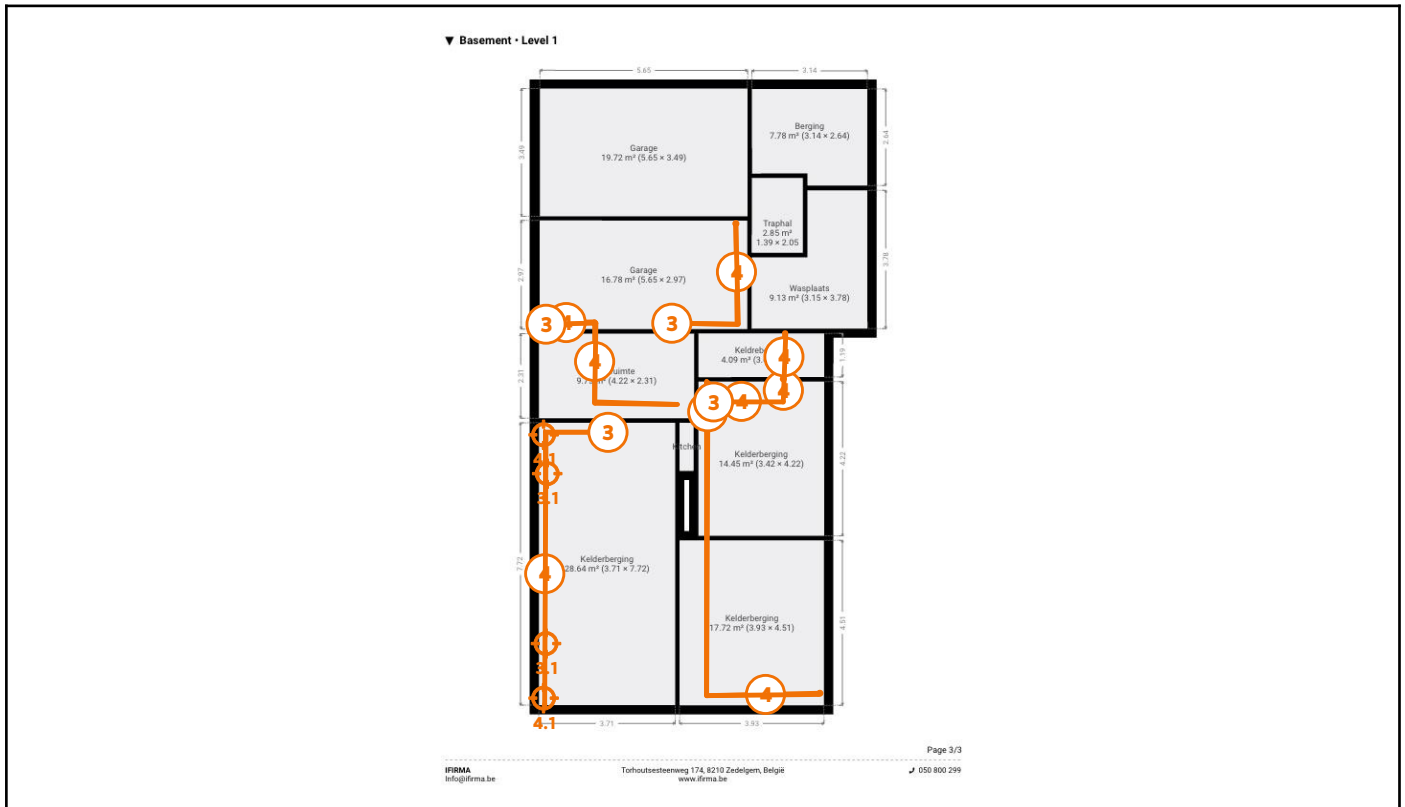 ▼ Basement • Level 1
5.65
3.14
Berging
7.78 m² (3.14 × 2.64)
2.64
3.49
Garage
19.72 m² (5.65 × 3.49)
Traphal
2.85 m²
1.39 × 2.05
3.78
2.97
Garage
16.78 m² (5.65 × 2.97)
4
Wasplaats
9.13 m² (3.15 × 3.78)
3
4
3
4
4
2.31
uimte
(4.22 × 2.31)
4.09 m² (3.
1.19
4
3
4
3
4.1
3.1
Kelderberging
14.45 m² (3.42 × 4.22)
4.22
7.72
4
Kelderberging
28.64 m² (3.71 × 7.72)
Kelderberging
17.72 m² (3.93 × 4.51)
4.51
3.1
4
4.1
3.71
3.93
Page 3/3
IFIRMA
Info@ifirma.be
Torhoutsesteenweg 174, 8210 Zedelgem, België
www.ifirma.be
050 800 299